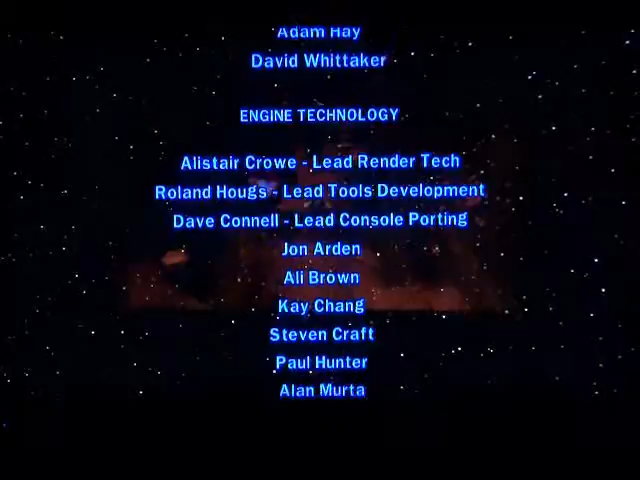 Adam Hay
David Whittaker
ENGINE TECHNOLOGY
Alistair Crowe - Lead Render Tech
Roland Hougs - Lead Tools Development
Dave Connell - Lead Console Porting
Jon Arden
Ali Brown
Kay Chang
Steven Craft
Paul Hunter
Alan Murta